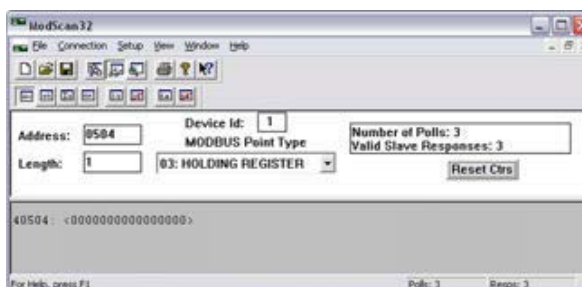 ModScan32
File Connection Setup View Window Help
Address: 0504
Device Id: 1
MODBUS Point Type
Length: 1
03: HOLDING REGISTER
Number of Polls: 3
Valid Slave Responses: 3
Reset Ctrs
40504: <0000000000000000>
For Help, press F1
Polls: 3
Resps: 3